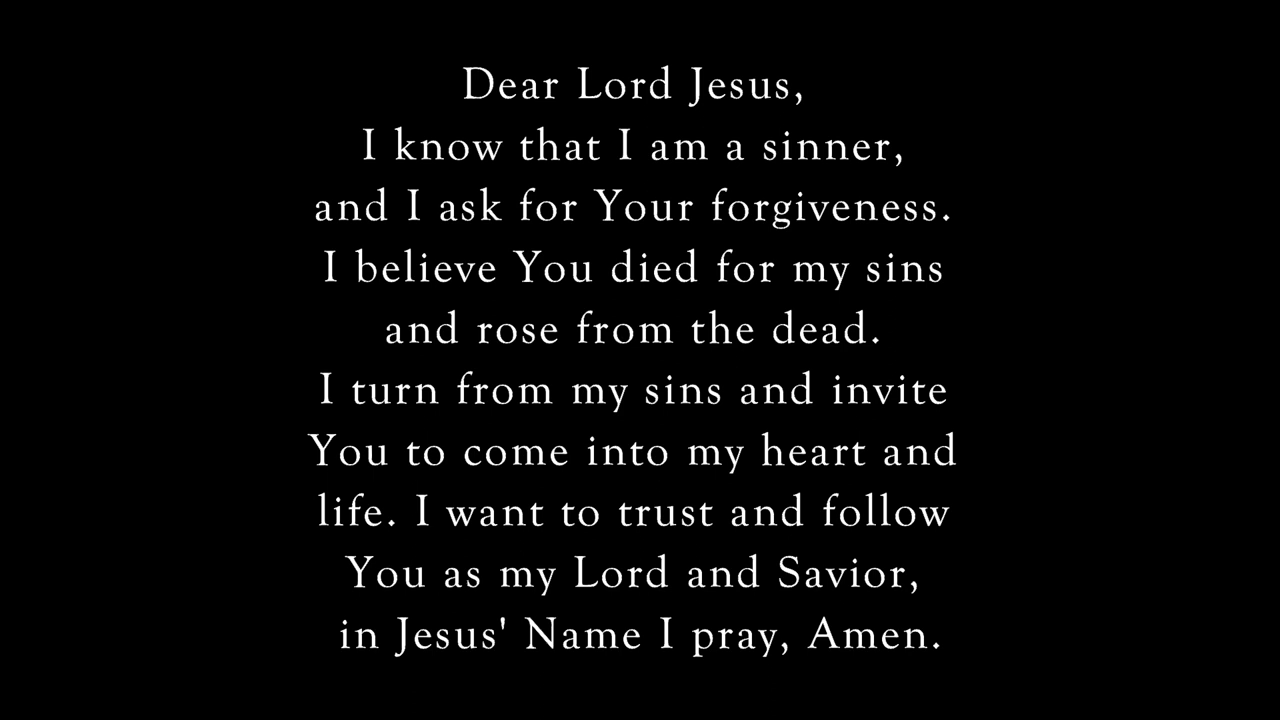 Dear Lord Jesus,
I know that I am a sinner,
and I ask for Your forgiveness.
I believe You died for my sins
and rose from the dead.
I turn from my sins and invite
You to come into my heart and
life. I want to trust and follow
You as my Lord and Savior,
in Jesus' Name I pray, Amen.